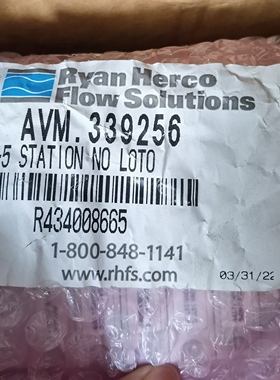 Ryan Herco
Flow Solutions
AVM.339256
-5 STATION NO LOTO
R434008665
1-800-848-1141
www.rhfs.com
03/31/22